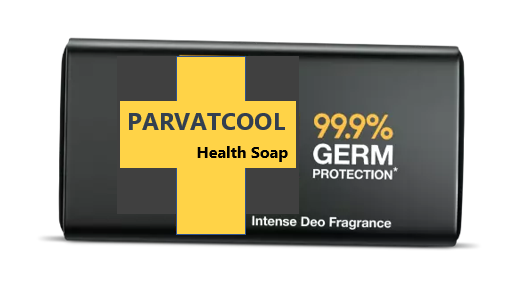 PARVATCOOL
Health Soap
99.9%
GERM
PROTECTION*
Intense Deo Fragrance